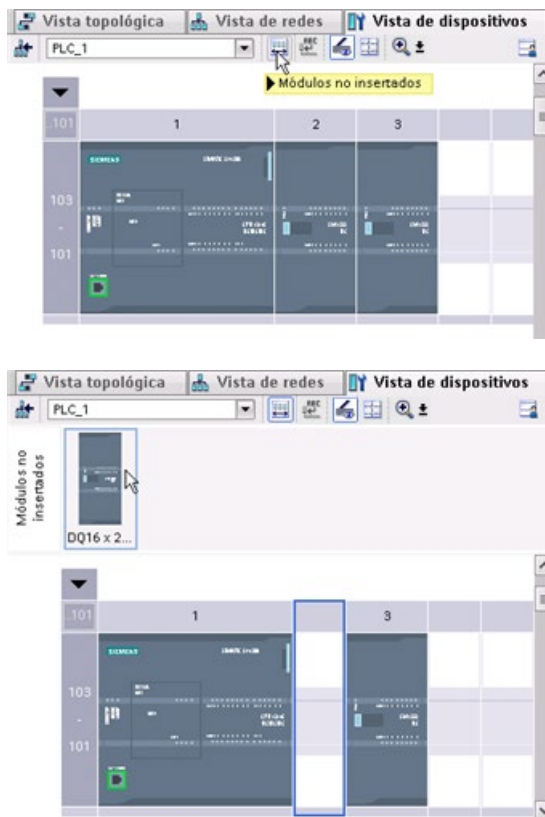 Vista topológica Vista de redes Vista de dispositivos
PLC_1
Módulos no insertados
101 1 2 3
SIEMENS
103
-
101
Vista topológica Vista de redes Vista de dispositivos
PLC_1
Módulos no
insertados
DQ16 x 2...
101 1 3
SIEMENS
103
-
101